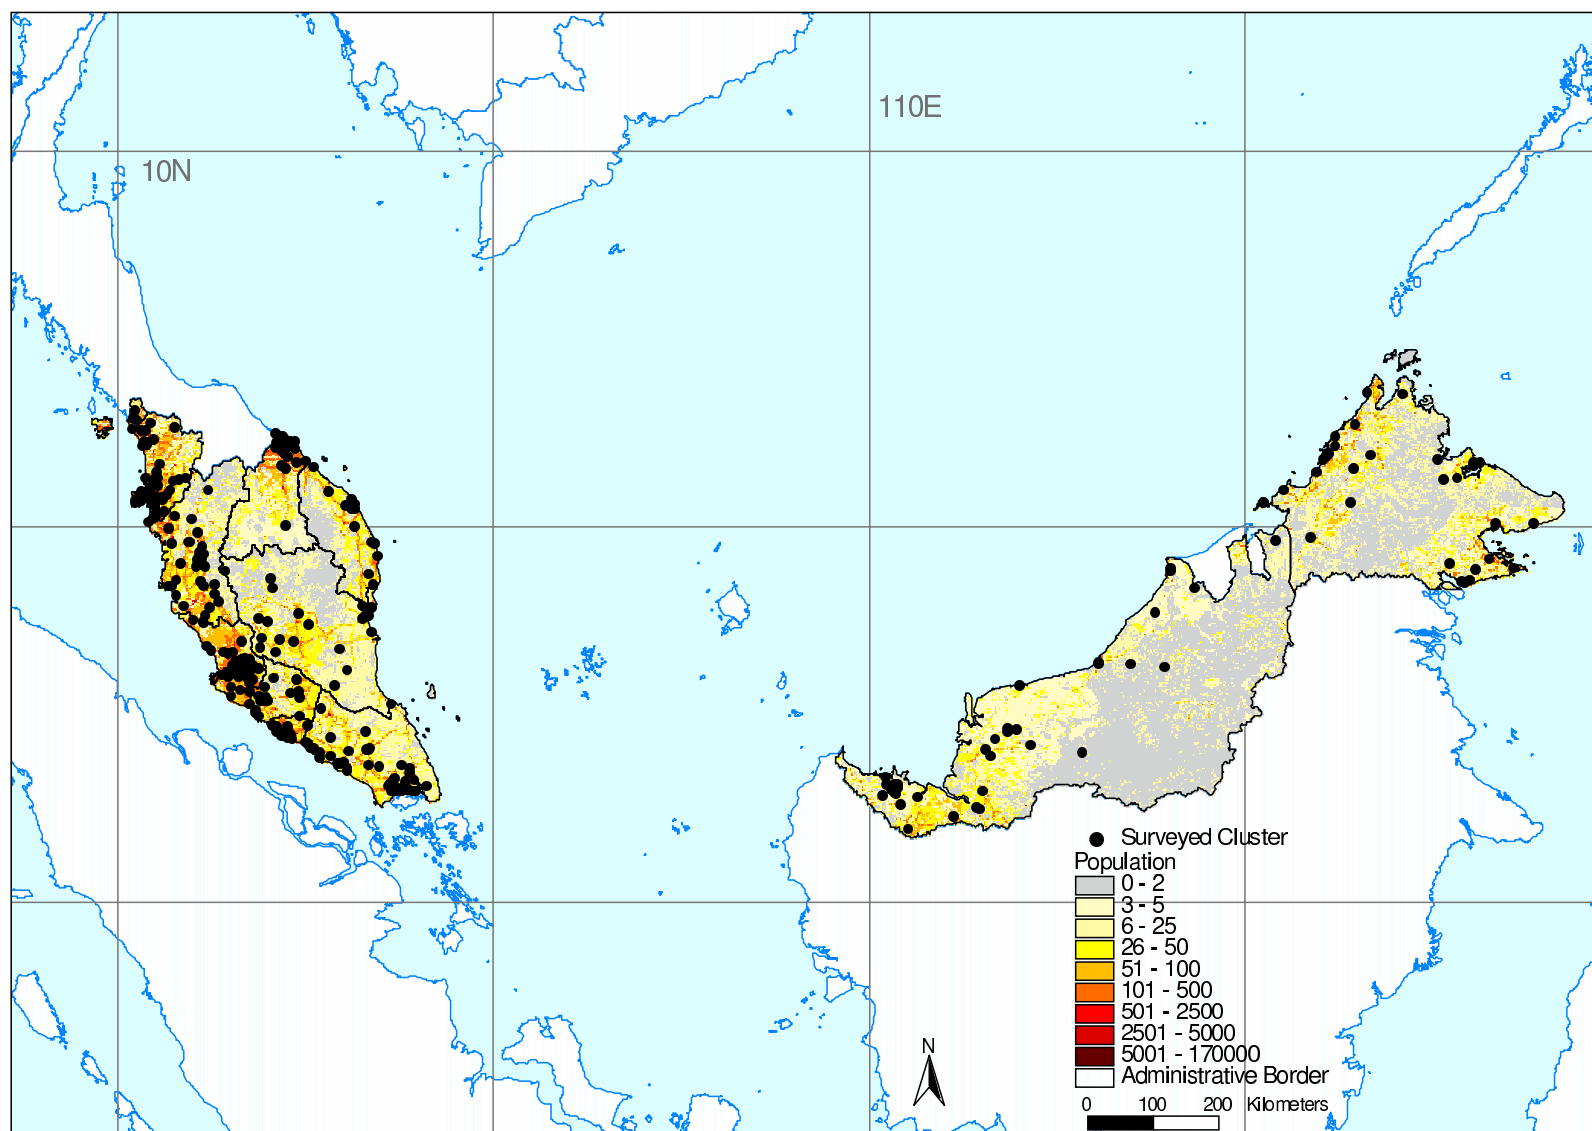 110E
10N
Surveyed Cluster
Population
0 - 2
3 - 5
6 - 25
26 - 50
51 - 100
101 - 500
501 - 2500
2501 - 5000
5001 - 170000
Administrative Border
N
0 100 200 Kilometers